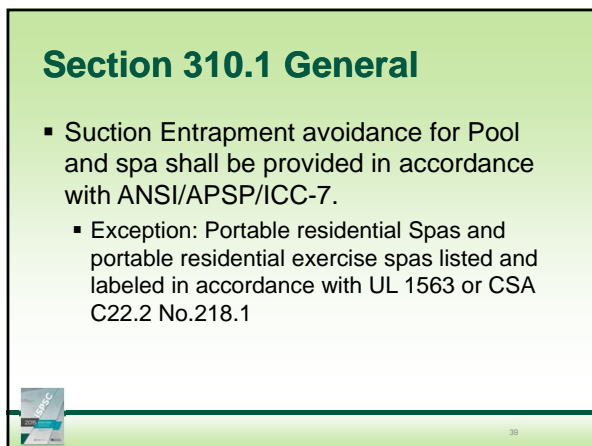 Section 310.1 General
▪ Suction Entrapment avoidance for Pool
and spa shall be provided in accordance
with ANSI/APSP/ICC-7.
▪ Exception: Portable residential Spas and
portable residential exercise spas listed and
labeled in accordance with UL 1563 or CSA
C22.2 No.218.1
ISPSC
39